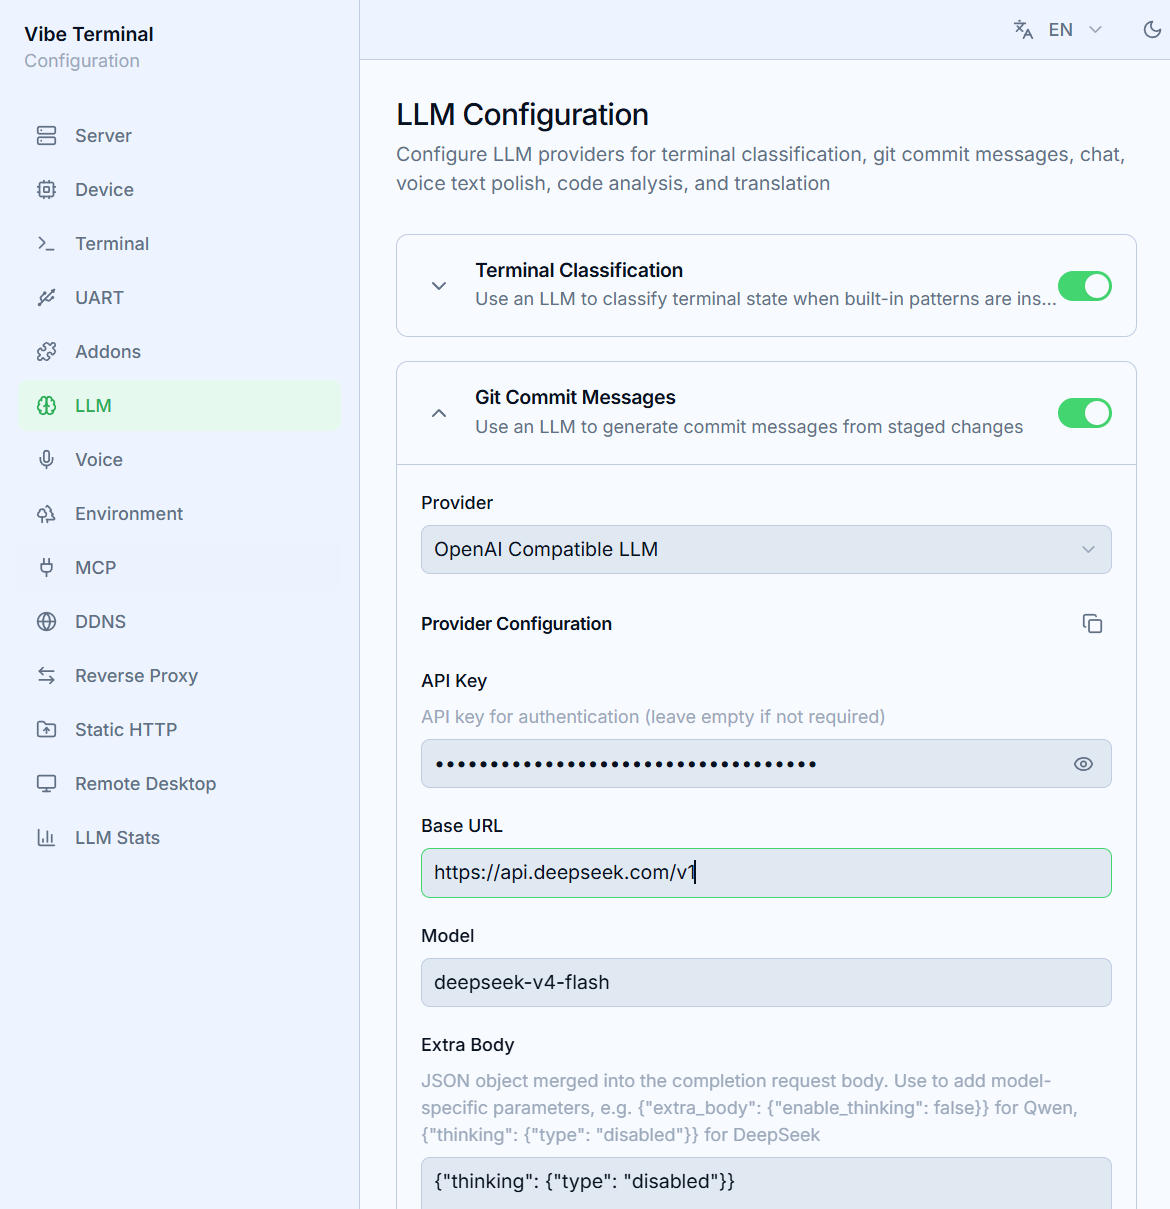 Vibe Terminal
Configuration
Server
Device
Terminal
UART
Addons
LLM
Voice
Environment
MCP
DDNS
Reverse Proxy
Static HTTP
Remote Desktop
LLM Stats
EN
LLM Configuration
Configure LLM providers for terminal classification, git commit messages, chat,
voice text polish, code analysis, and translation
Terminal Classification
Use an LLM to classify terminal state when built-in patterns are ins...
Git Commit Messages
Use an LLM to generate commit messages from staged changes
Provider
OpenAI Compatible LLM
Provider Configuration
API Key
API key for authentication (leave empty if not required)
•••••••••••••••••••••••••••••••••••
Base URL
https://api.deepseek.com/v1
Model
deepseek-v4-flash
Extra Body
JSON object merged into the completion request body. Use to add model-
specific parameters, e.g. {"extra_body": {"enable_thinking": false}} for Qwen,
{"thinking": {"type": "disabled"}} for DeepSeek
{"thinking": {"type": "disabled"}}